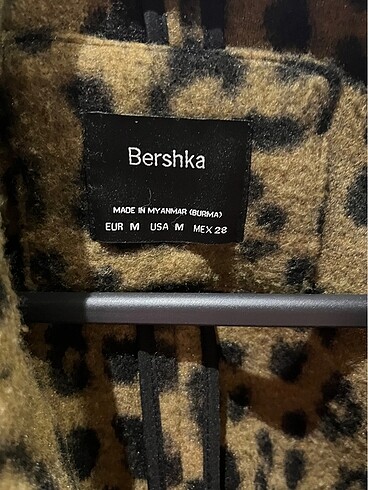 Bershka
MADE IN MYANMAR (BURMA)
EUR M USA M MEX 28